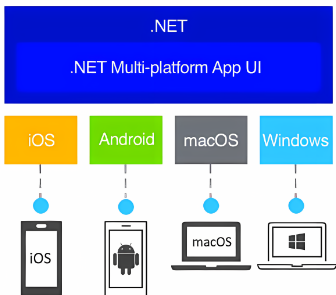 .NET
.NET Multi-platform App UI
iOS
Android
macOS
Windows
iOS
macOS